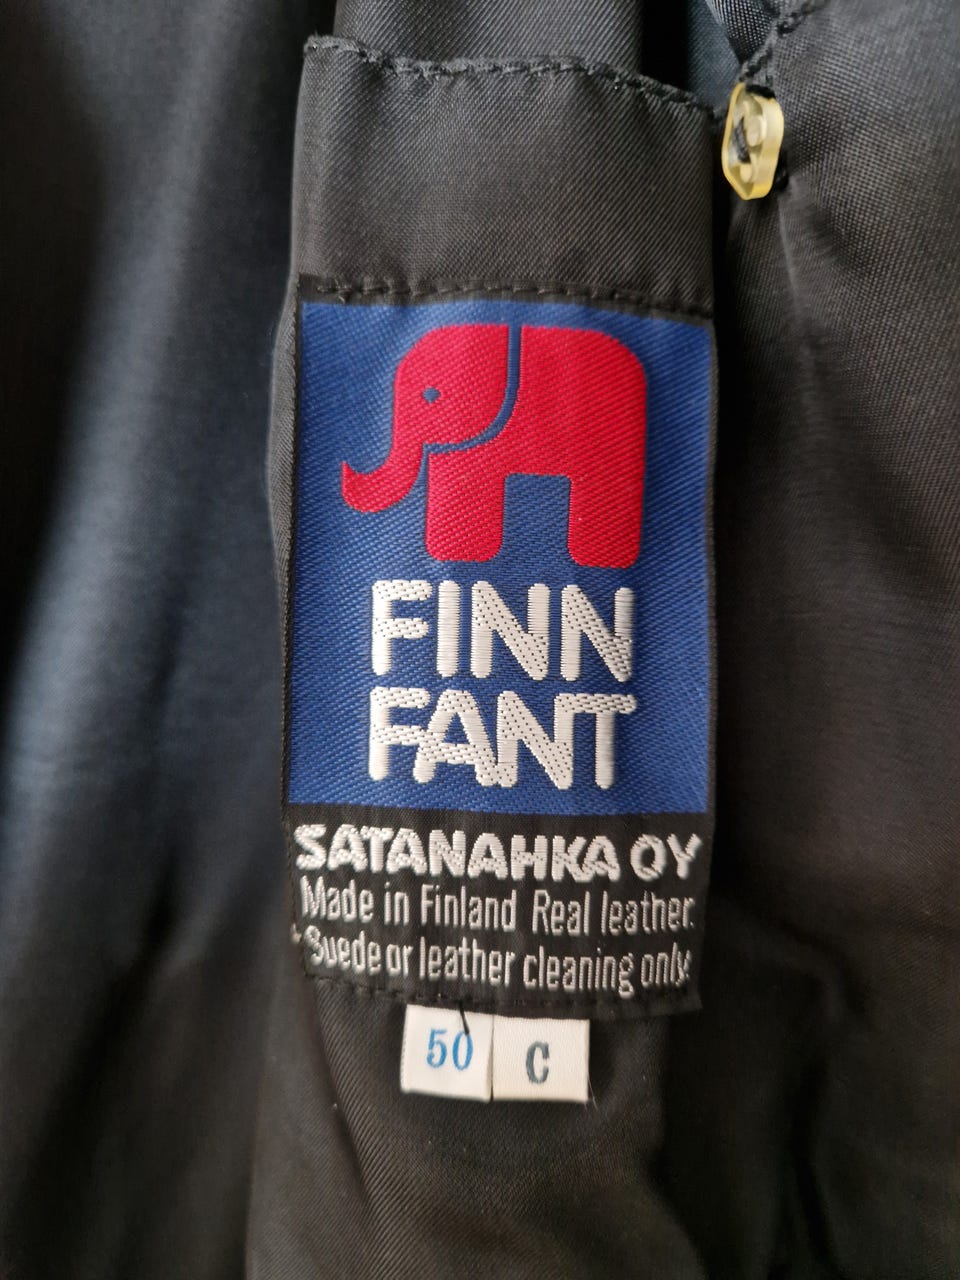 FINN
FANT
SATANAHKA OY
Made in Finland Real leather.
Suede or leather cleaning only.
50 C